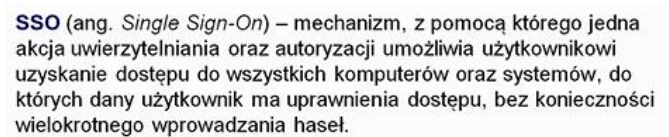 SSO (ang. Single Sign-On) – mechanizm, z pomocą którego jedna
akcja uwierzytelniania oraz autoryzacji umożliwia użytkownikowi
uzyskanie dostępu do wszystkich komputerów oraz systemów, do
których dany użytkownik ma uprawnienia dostępu, bez konieczności
wielokrotnego wprowadzania haseł.